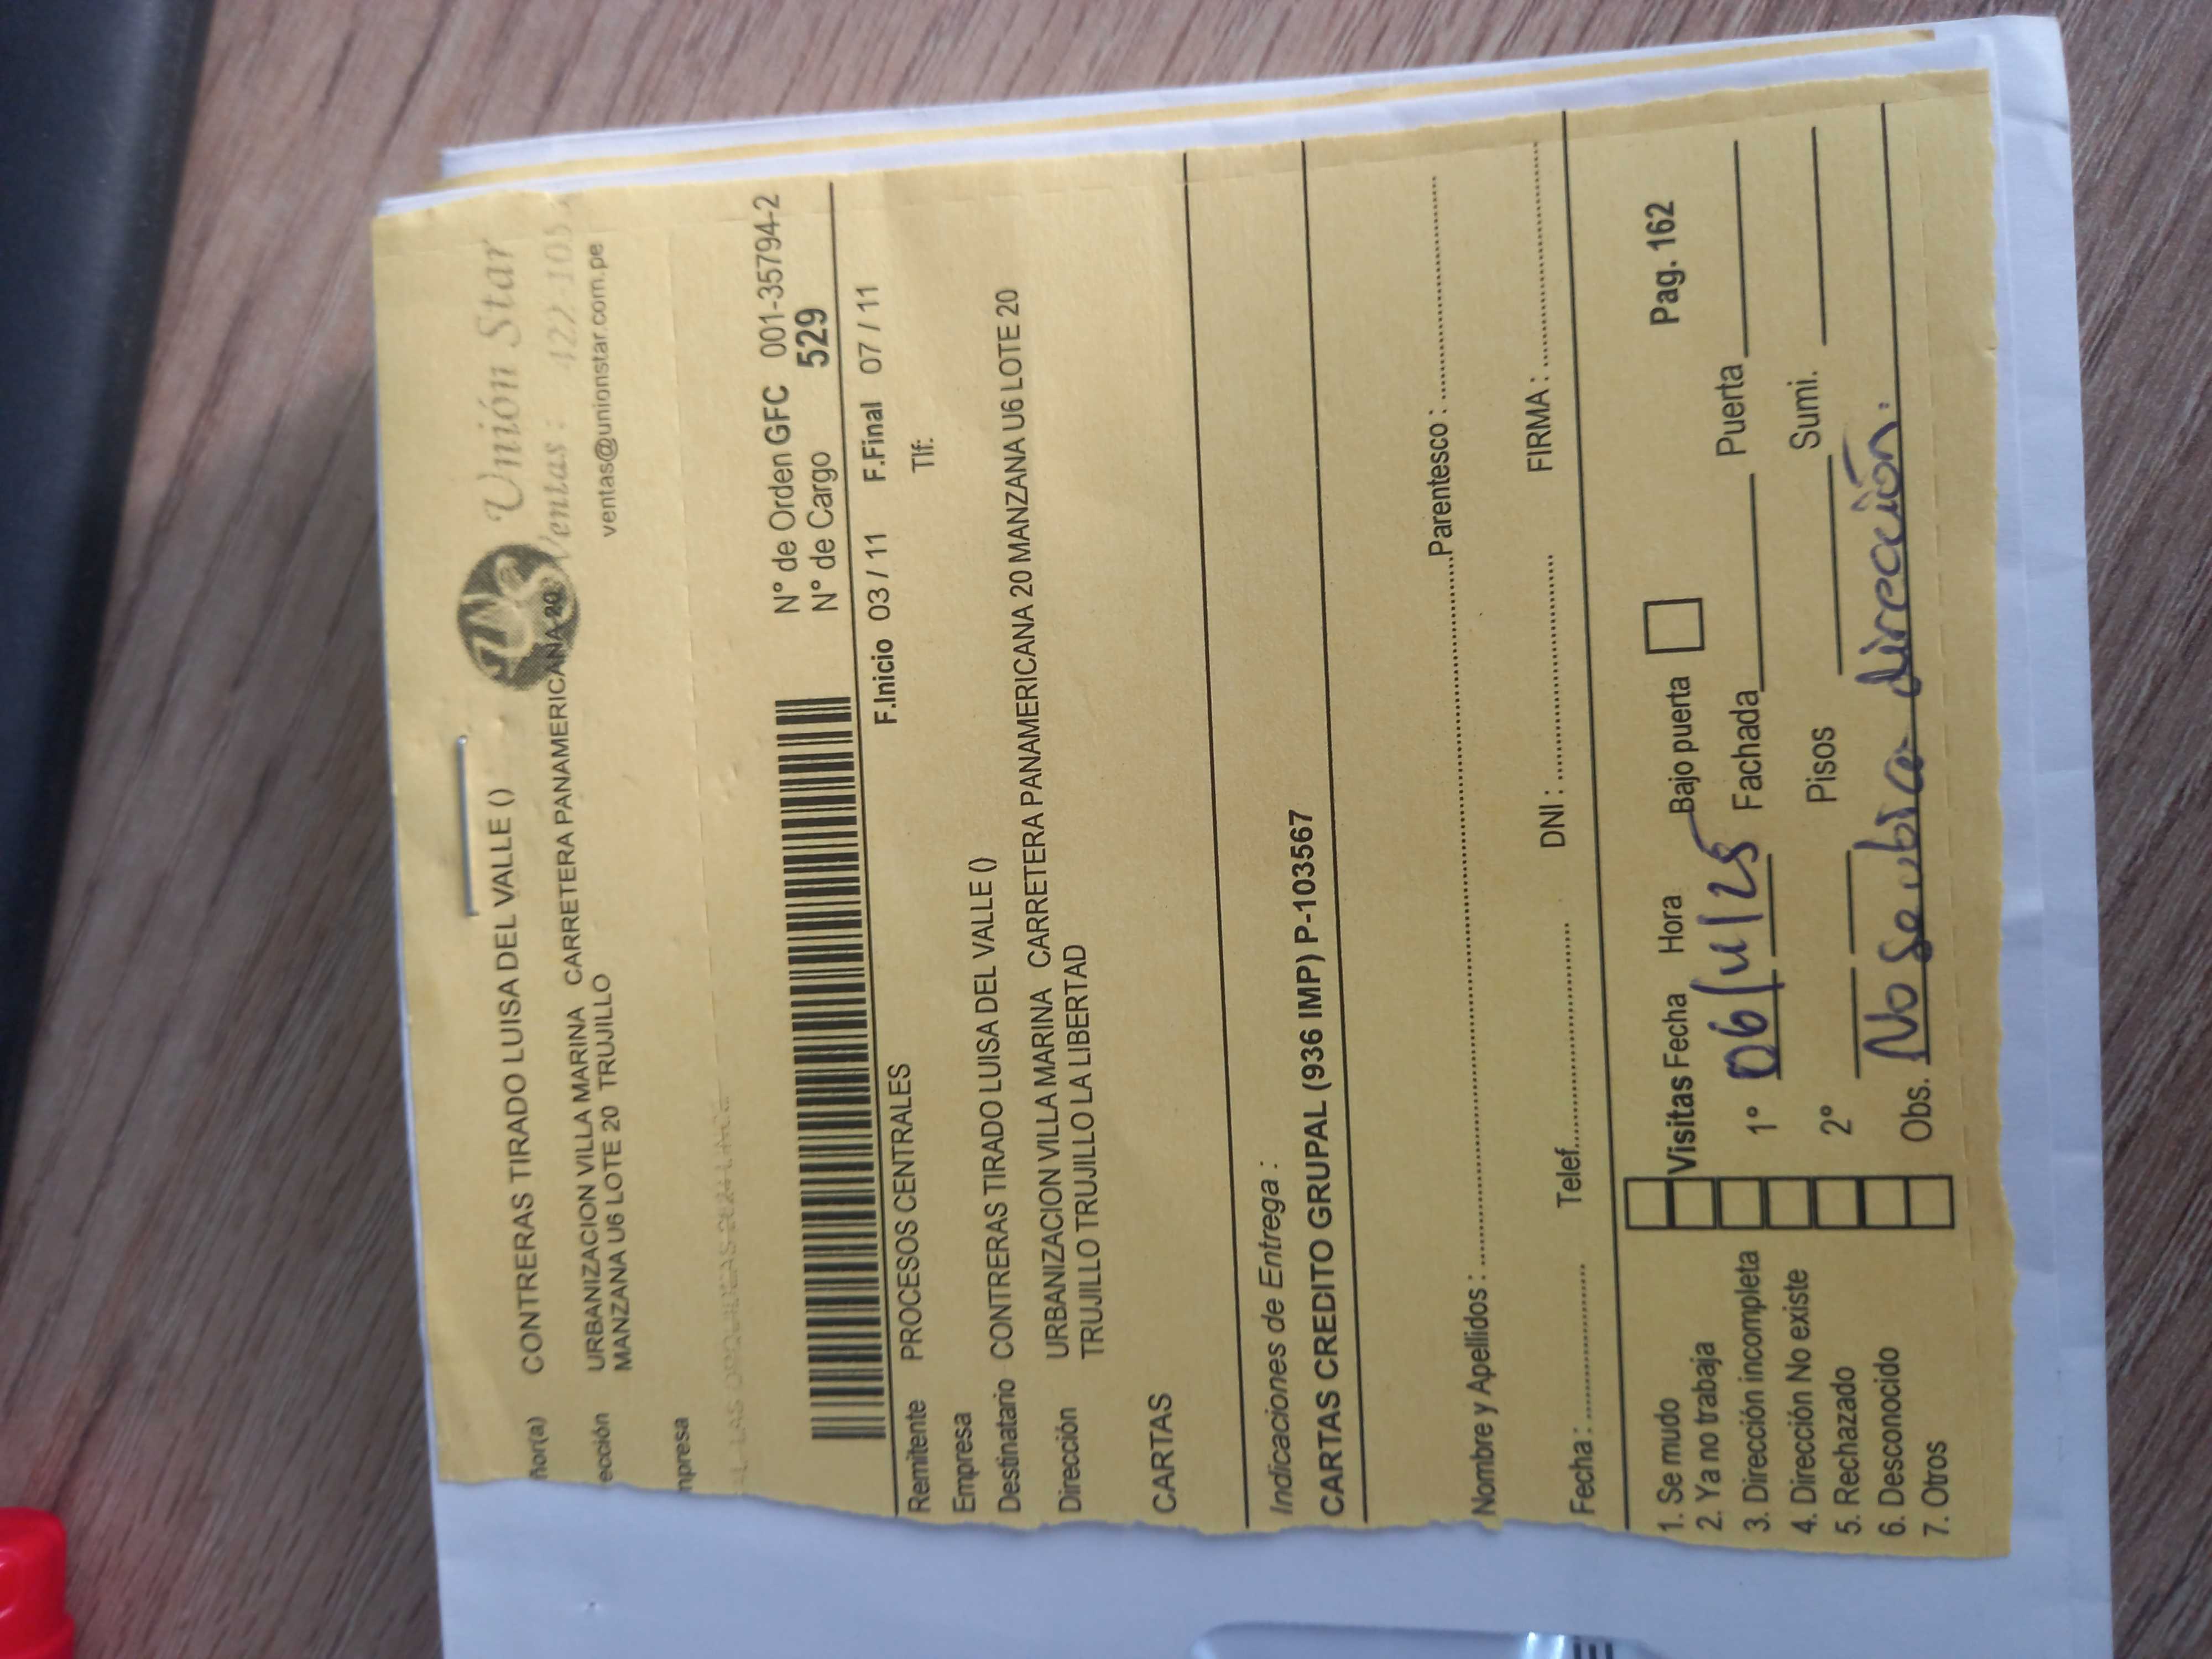 Unión Star
Ventas: 422-105
ventas@unionstar.com.pe
ñor(a) CONTRERAS TIRADO LUISA DEL VALLE ()
ección URBANIZACION VILLA MARINA CARRETERA PANAMERICANA 20
MANZANA U6 LOTE 20 TRUJILLO
mpresa
N° de Orden GFC 001-35794-2
N° de Cargo 529
F.Inicio 03 / 11 F.Final 07 / 11
Remitente PROCESOS CENTRALES
Tlf:
Empresa
Destinatario CONTRERAS TIRADO LUISA DEL VALLE ()
Dirección URBANIZACION VILLA MARINA CARRETERA PANAMERICANA 20 MANZANA U6 LOTE 20
TRUJILLO TRUJILLO LA LIBERTAD
CARTAS
Indicaciones de Entrega :
CARTAS CREDITO GRUPAL (936 IMP) P-103567
Nombre y Apellidos : Parentesco :
Fecha : Telef. DNI : FIRMA :
1. Se mudo
2. Ya no trabaja
3. Dirección incompleta
4. Dirección No existe
5. Rechazado
6. Desconocido
7. Otros
Visitas Fecha Hora Bajo puerta Pag. 162
1° 06/11/25 Fachada Puerta
2° Pisos Sumi.
Obs. No se ubica dirección.